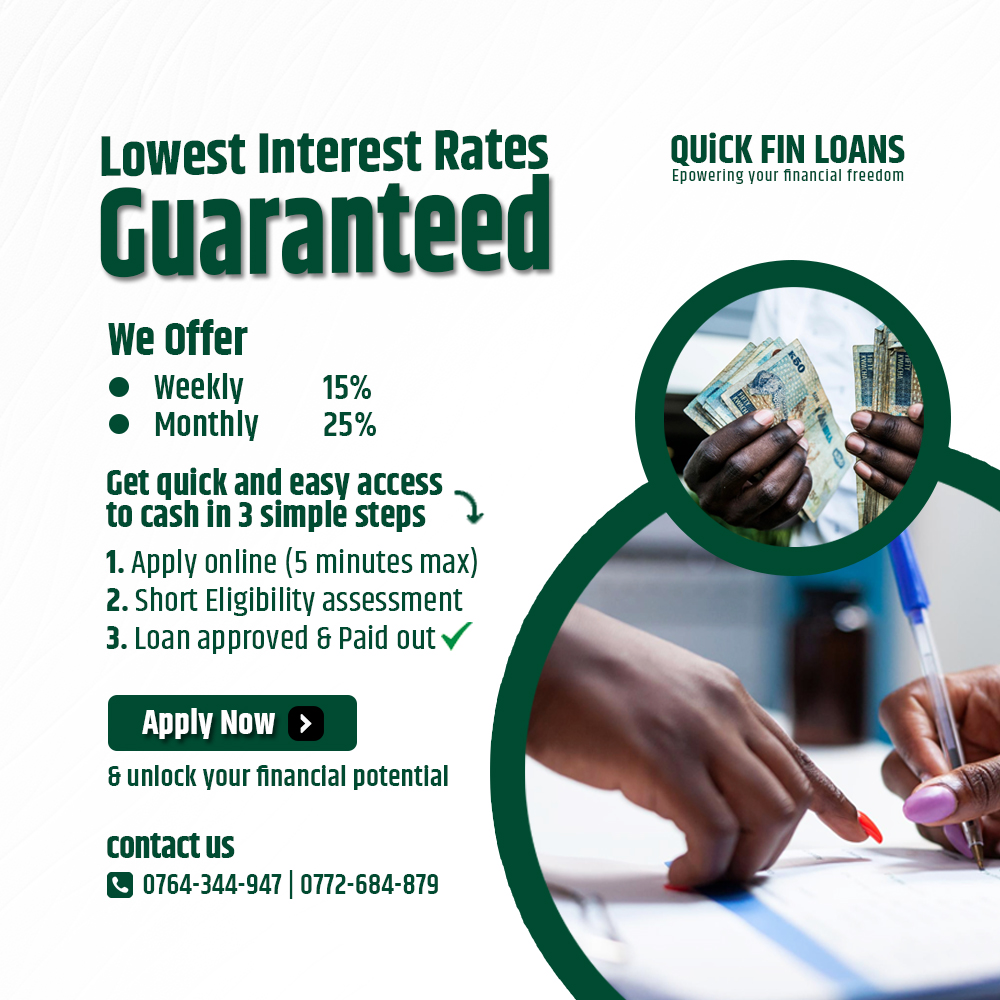 Lowest Interest Rates
Guaranteed
QUiCK FIN LOANS
Epowering your financial freedom
We Offer
Weekly 15%
Monthly 25%
Get quick and easy access
to cash in 3 simple steps
1. Apply online (5 minutes max)
2. Short Eligibility assessment
3. Loan approved & Paid out
Apply Now
& unlock your financial potential
contact us
0764-344-947 | 0772-684-879
K50
FIFTY
KWACHA